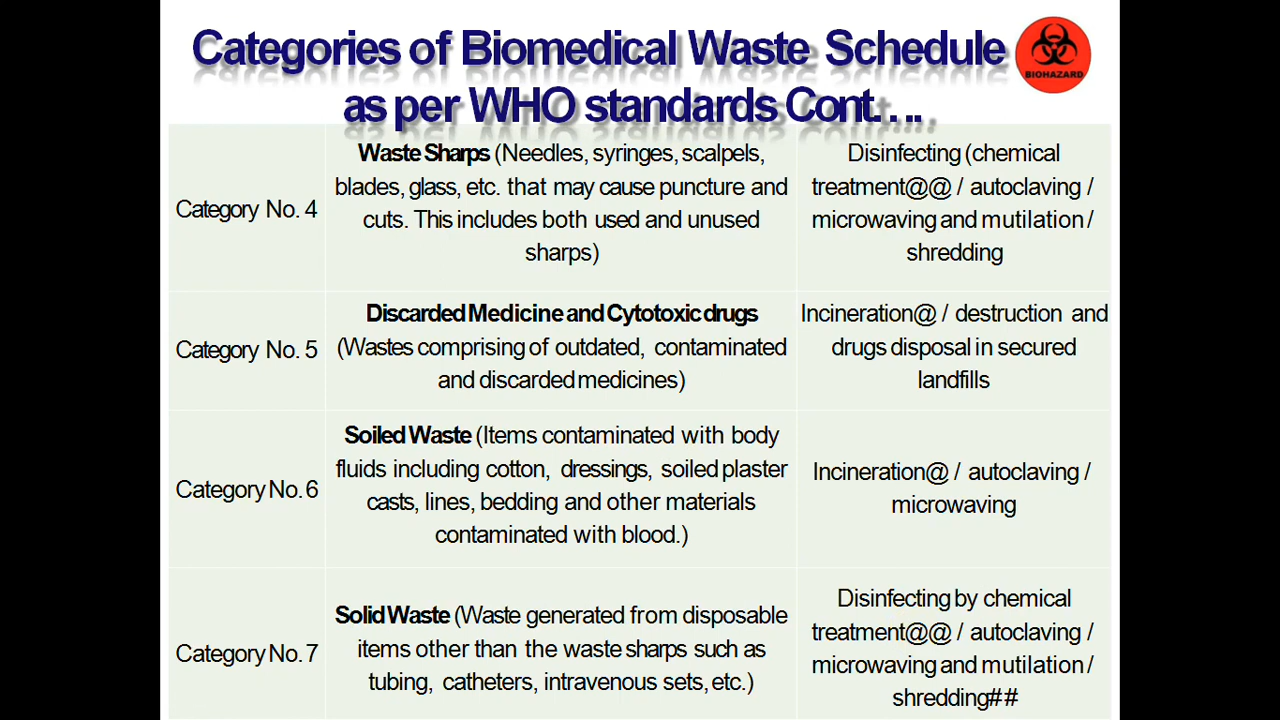 Categories of Biomedical Waste Schedule
as per WHO standards Cont….
BIOHAZARD
Category No. 4
Waste Sharps (Needles, syringes, scalpels,
blades, glass, etc. that may cause puncture and
cuts. This includes both used and unused
sharps)
Disinfecting (chemical
treatment@@ / autoclaving /
microwaving and mutilation /
shredding
Category No. 5
Discarded Medicine and Cytotoxic drugs
(Wastes comprising of outdated, contaminated
and discarded medicines)
Incineration@ / destruction and
drugs disposal in secured
landfills
Category No. 6
Soiled Waste (Items contaminated with body
fluids including cotton, dressings, soiled plaster
casts, lines, bedding and other materials
contaminated with blood.)
Incineration@ / autoclaving /
microwaving
Category No. 7
Solid Waste (Waste generated from disposable
items other than the waste sharps such as
tubing, catheters, intravenous sets, etc.)
Disinfecting by chemical
treatment@@ / autoclaving /
microwaving and mutilation /
shredding##